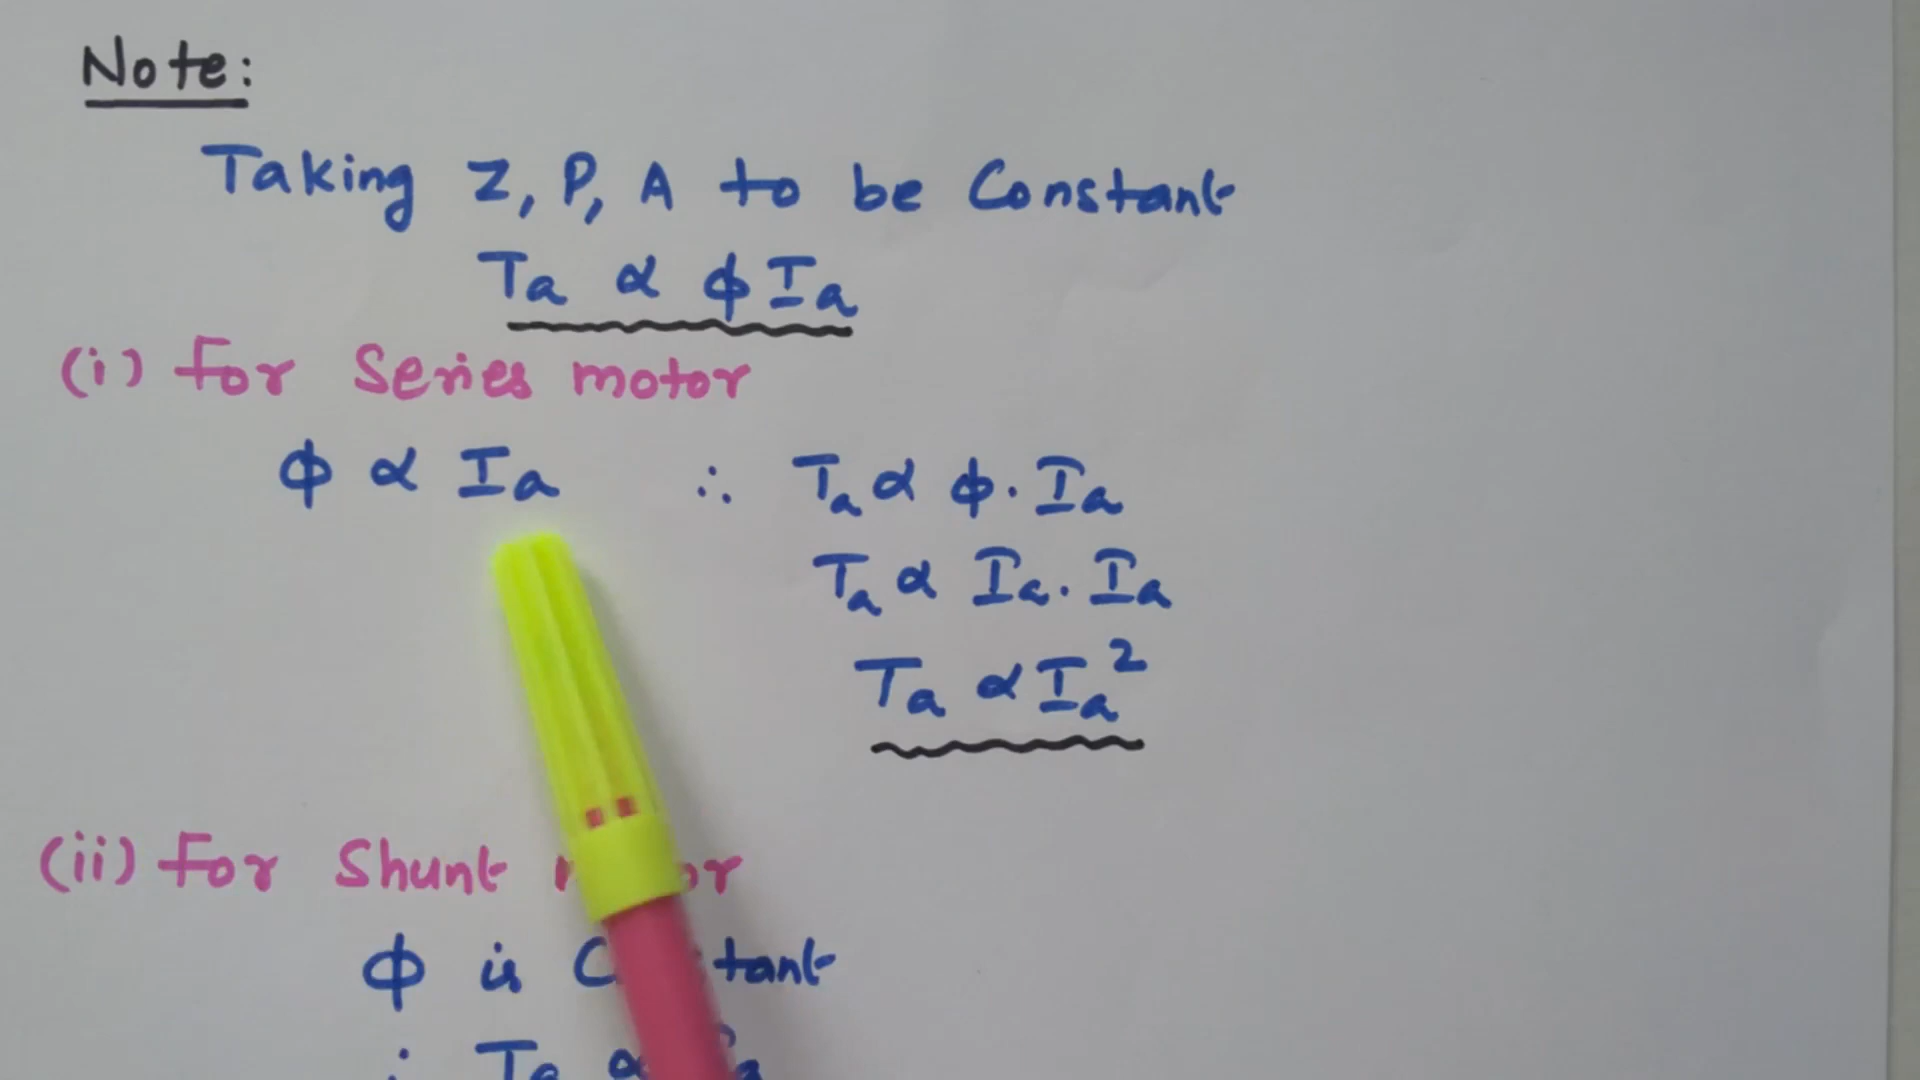 Note:
Taking Z, P, A to be Constant
Ta α ϕ Ia
(i) For Series motor
ϕ α Ia ∴ Ta α ϕ. Ia
Ta α Ia. Ia
Ta α Ia²
(ii) For Shunt
ϕ is
Ta α